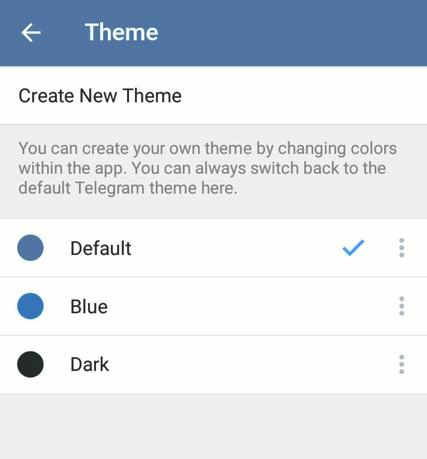 Theme
Create New Theme
You can create your own theme by changing colors
within the app. You can always switch back to the
default Telegram theme here.
Default
Blue
Dark